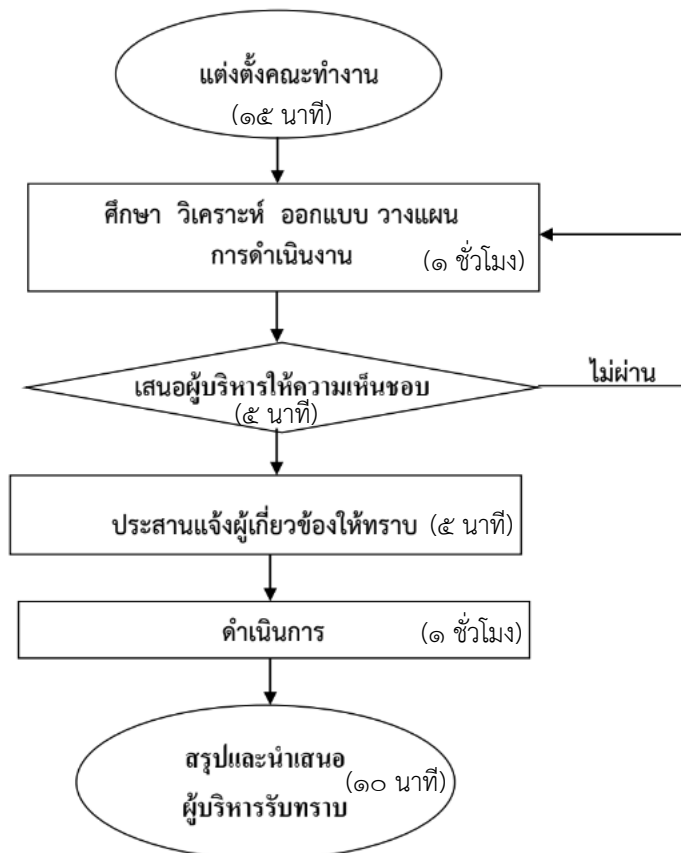 แต่งตั้งคณะทำงาน
(๑๕ นาที)
ศึกษา วิเคราะห์ ออกแบบ วางแผน
การดำเนินงาน (๑ ชั่วโมง)
เสนอผู้บริหารให้ความเห็นชอบ
(๕ นาที)
ไม่ผ่าน
ประสานแจ้งผู้เกี่ยวข้องให้ทราบ (๕ นาที)
ดำเนินการ (๑ ชั่วโมง)
สรุปและนำเสนอ
(๑๐ นาที)
ผู้บริหารรับทราบ